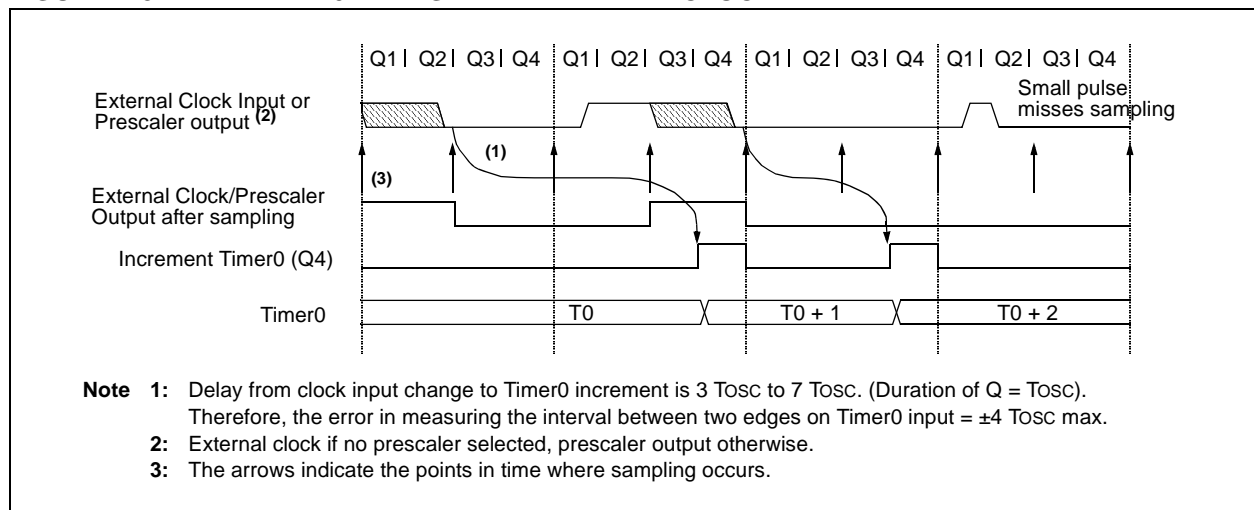 Q1 | Q2 | Q3 | Q4 Q1 | Q2 | Q3 | Q4 Q1 | Q2 | Q3 | Q4 Q1 | Q2 | Q3 | Q4
External Clock Input or
Prescaler output (2)
Small pulse
misses sampling
(1)
(3)
External Clock/Prescaler
Output after sampling
Increment Timer0 (Q4)
Timer0 T0 T0 + 1 T0 + 2
Note 1: Delay from clock input change to Timer0 increment is 3 TOSC to 7 TOSC. (Duration of Q = TOSC).
Therefore, the error in measuring the interval between two edges on Timer0 input = ±4 TOSC max.
2: External clock if no prescaler selected, prescaler output otherwise.
3: The arrows indicate the points in time where sampling occurs.